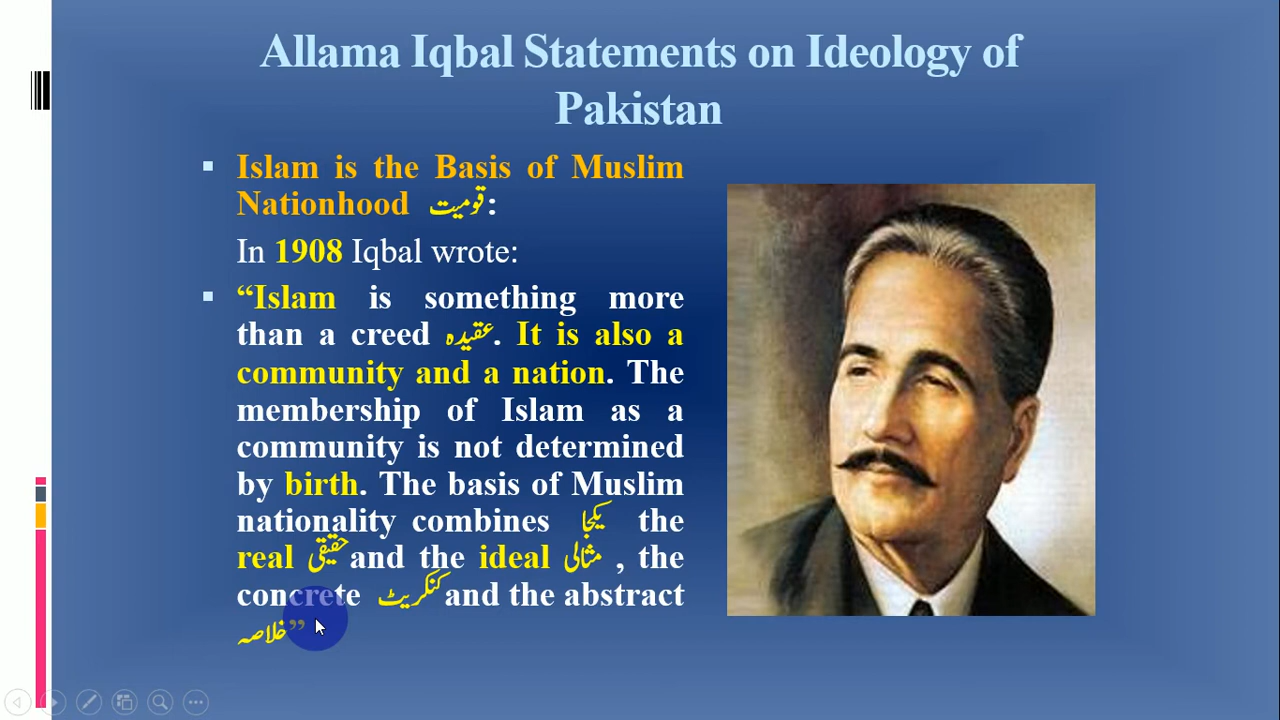 Allama Iqbal Statements on Ideology of
Pakistan
Islam is the Basis of Muslim
Nationhood قومیت:
In 1908 Iqbal wrote:
“Islam is something more
than a creed عقیدہ. It is also a
community and a nation. The
membership of Islam as a
community is not determined
by birth. The basis of Muslim
nationality combines یکجا the
real حقیقی and the ideal مثالی , the
concrete کنکریٹ and the abstract
خلاصہ”